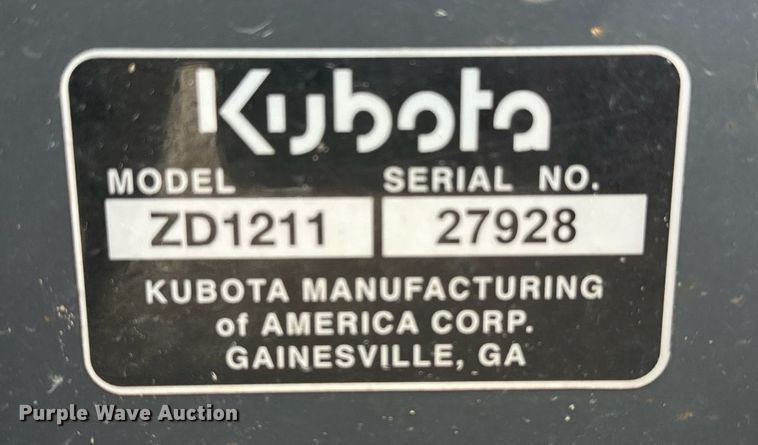 Kubota
MODEL SERIAL NO.
ZD1211 27928
KUBOTA MANUFACTURING
of AMERICA CORP.
GAINESVILLE, GA
Purple Wave Auction